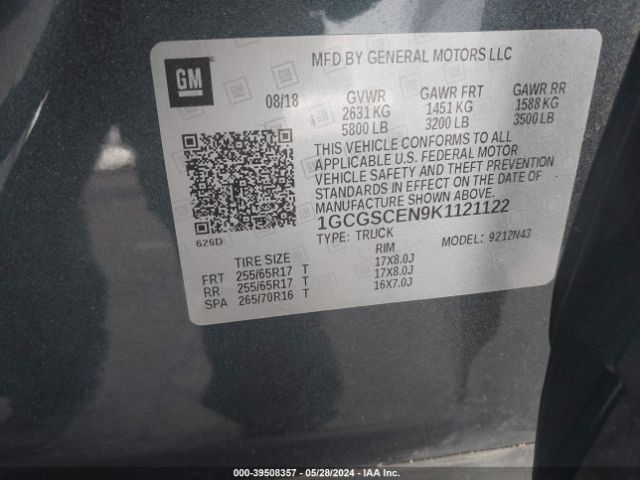 GM
MFD BY GENERAL MOTORS LLC
08/18
GVWR GAWR FRT GAWR RR
2631 KG 1451 KG 1588 KG
5800 LB 3200 LB 3500 LB
THIS VEHICLE CONFORMS TO ALL
APPLICABLE U.S. FEDERAL MOTOR
VEHICLE SAFETY AND THEFT PREVENTION
STANDARDS IN EFFECT ON THE DATE OF
MANUFACTURE SHOWN ABOVE.
1GCGSCEN9K1121122
TYPE: TRUCK MODEL: 9212N43
626D
TIRE SIZE RIM
FRT 255/65R17 T 17X8.0J
RR 255/65R17 T 17X8.0J
SPA 265/70R16 T 16X7.0J
000-39508357 - 05/28/2024 - IAA Inc.